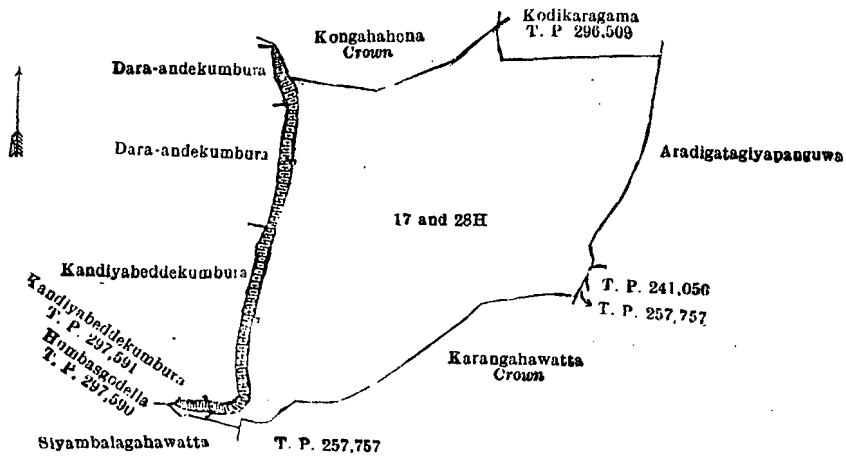 Kodikaragama
T. P 296,509
Kongahahona
Crown
Dara-andekumbura
Dara-andekumbura
Aradigatagiyapanguwa
17 and 28H
Kandiyabeddekumbura
T. P. 241,056
T. P. 257,757
Kandiyabeddekumbura
T. P. 297,591
Hombasgodella
T. P. 297,590
Karangahawatta
Crown
Siyambalagahawatta
T. P. 257,757